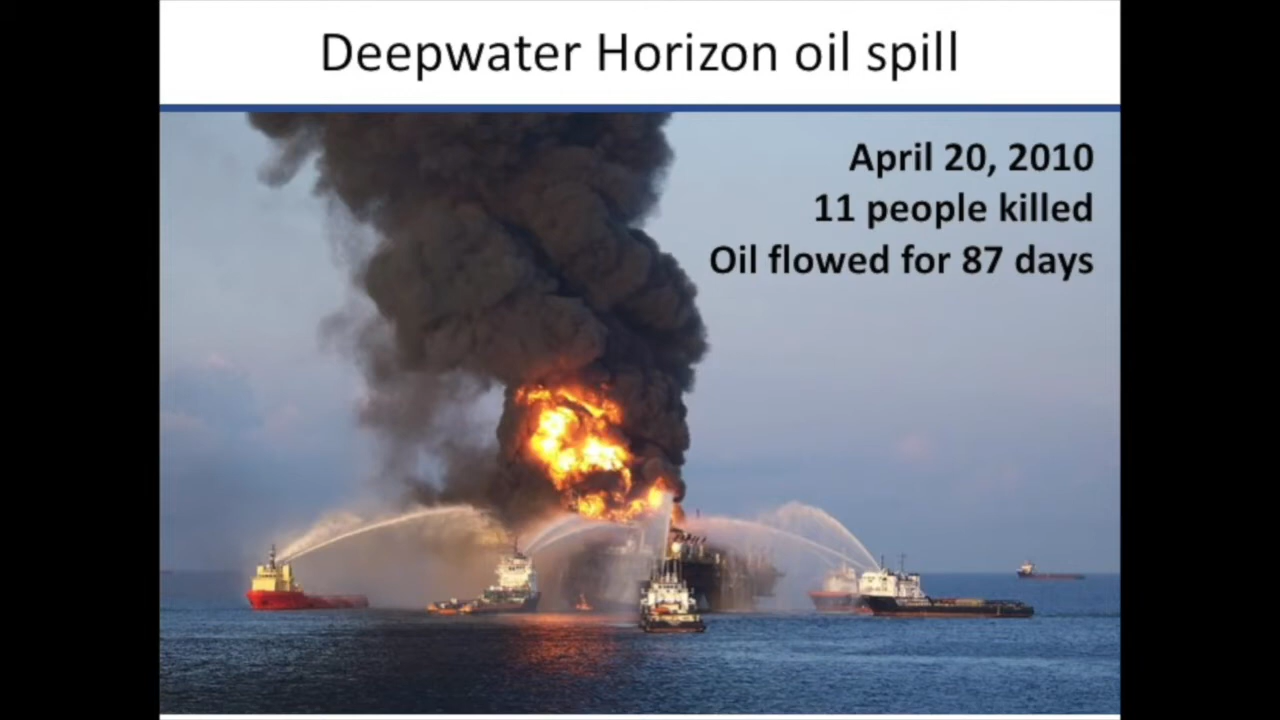 Deepwater Horizon oil spill
April 20, 2010
11 people killed
Oil flowed for 87 days